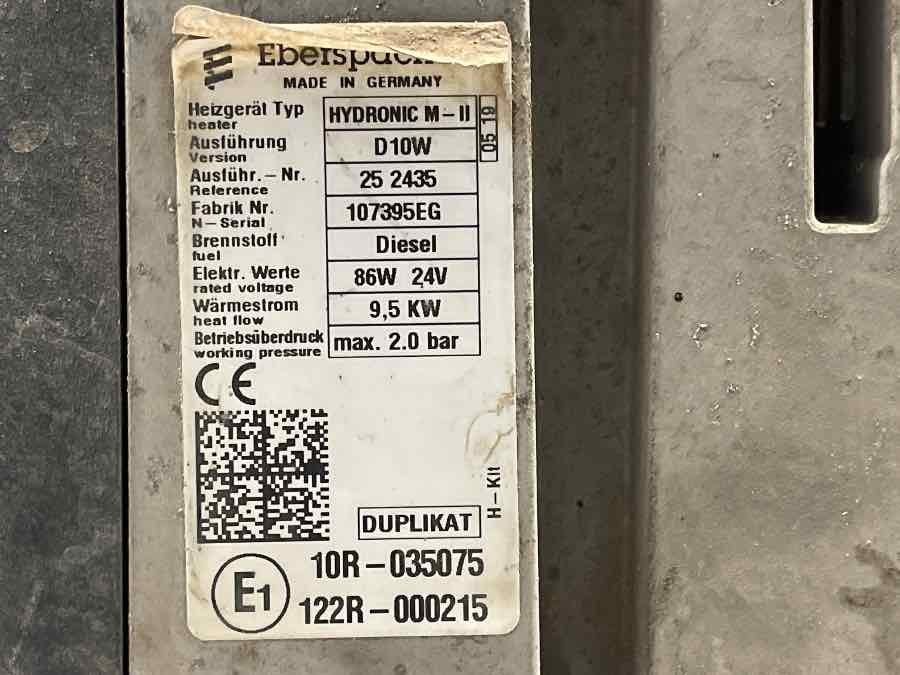 MADE IN GERMANY
Heizgerät Typ HYDRONIC M-II 05 19
heater
Ausführung D10W
Version
Ausführ.-Nr. 25 2435
Reference
Fabrik Nr. 107395EG
N-Serial
Brennstoff Diesel
fuel
Elektr. Werte 86W 24V
rated voltage
Wärmestrom 9,5 KW
heat flow
Betriebsüberdruck max. 2.0 bar
working pressure
CE
H-Kit
DUPLIKAT
E1 10R-035075
122R-000215